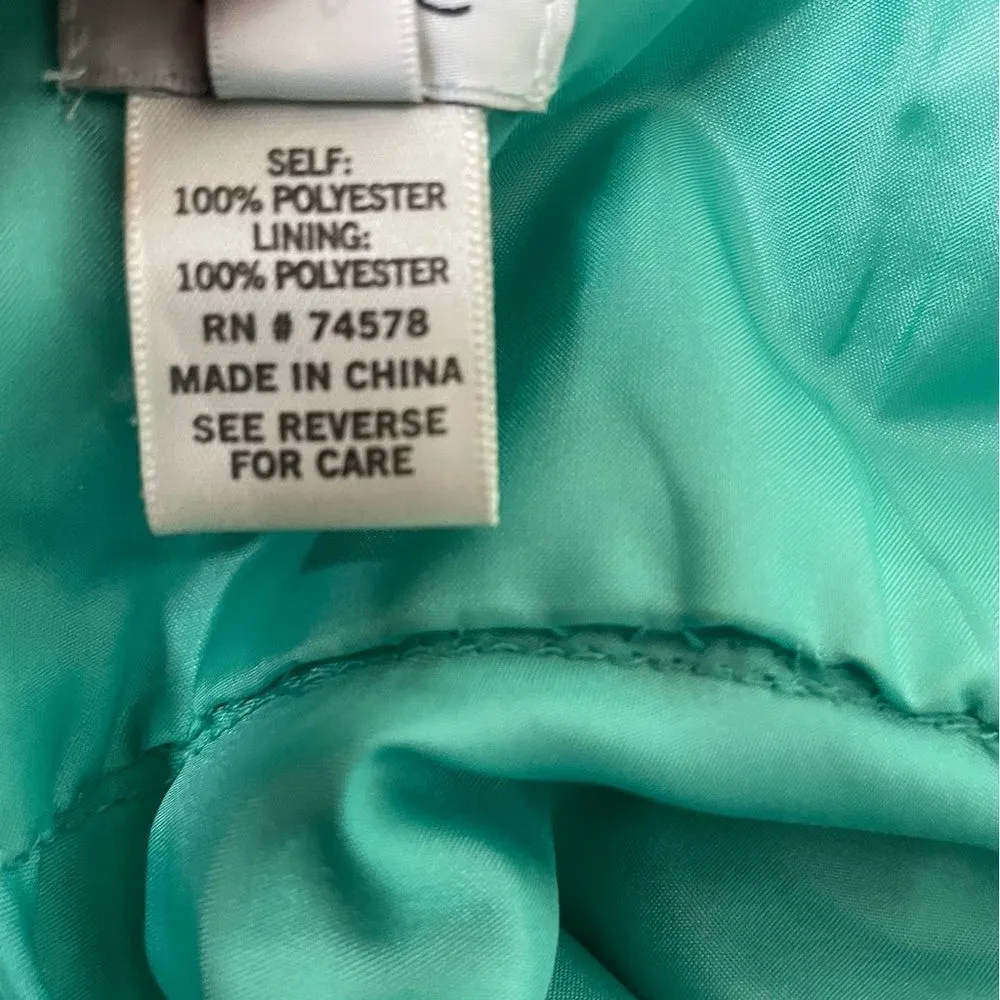 SELF:
100% POLYESTER
LINING:
100% POLYESTER
RN # 74578
MADE IN CHINA
SEE REVERSE
FOR CARE